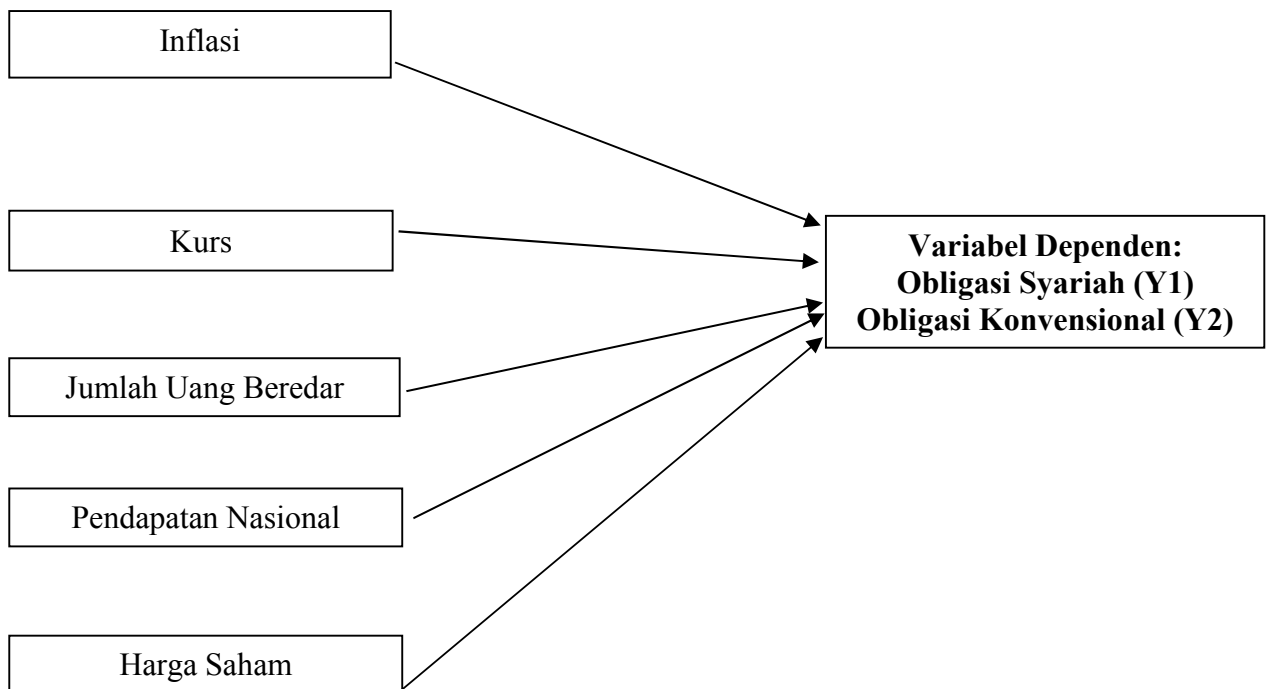 Inflasi
Kurs
Variabel Dependen:
Obligasi Syariah (Y1)
Obligasi Konvensional (Y2)
Jumlah Uang Beredar
Pendapatan Nasional
Harga Saham